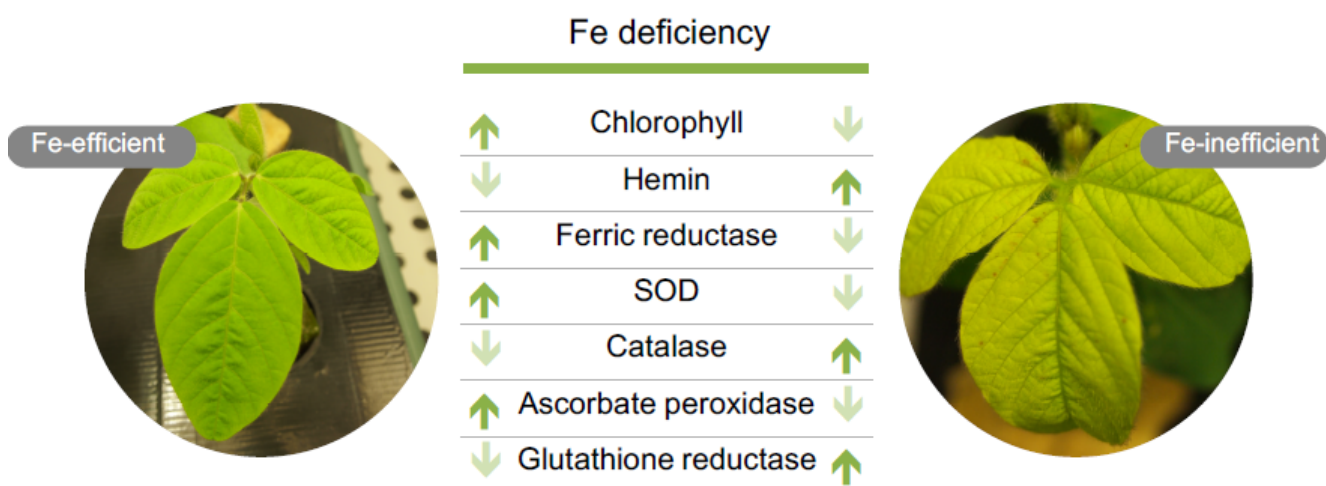 Fe deficiency
Fe-efficient
Fe-inefficient
Chlorophyll
Hemin
Ferric reductase
SOD
Catalase
Ascorbate peroxidase
Glutathione reductase